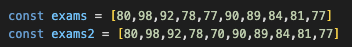 const exams = [80,98,92,78,77,90,89,84,81,77]
const exams2 = [80,98,92,78,70,90,89,84,81,77]